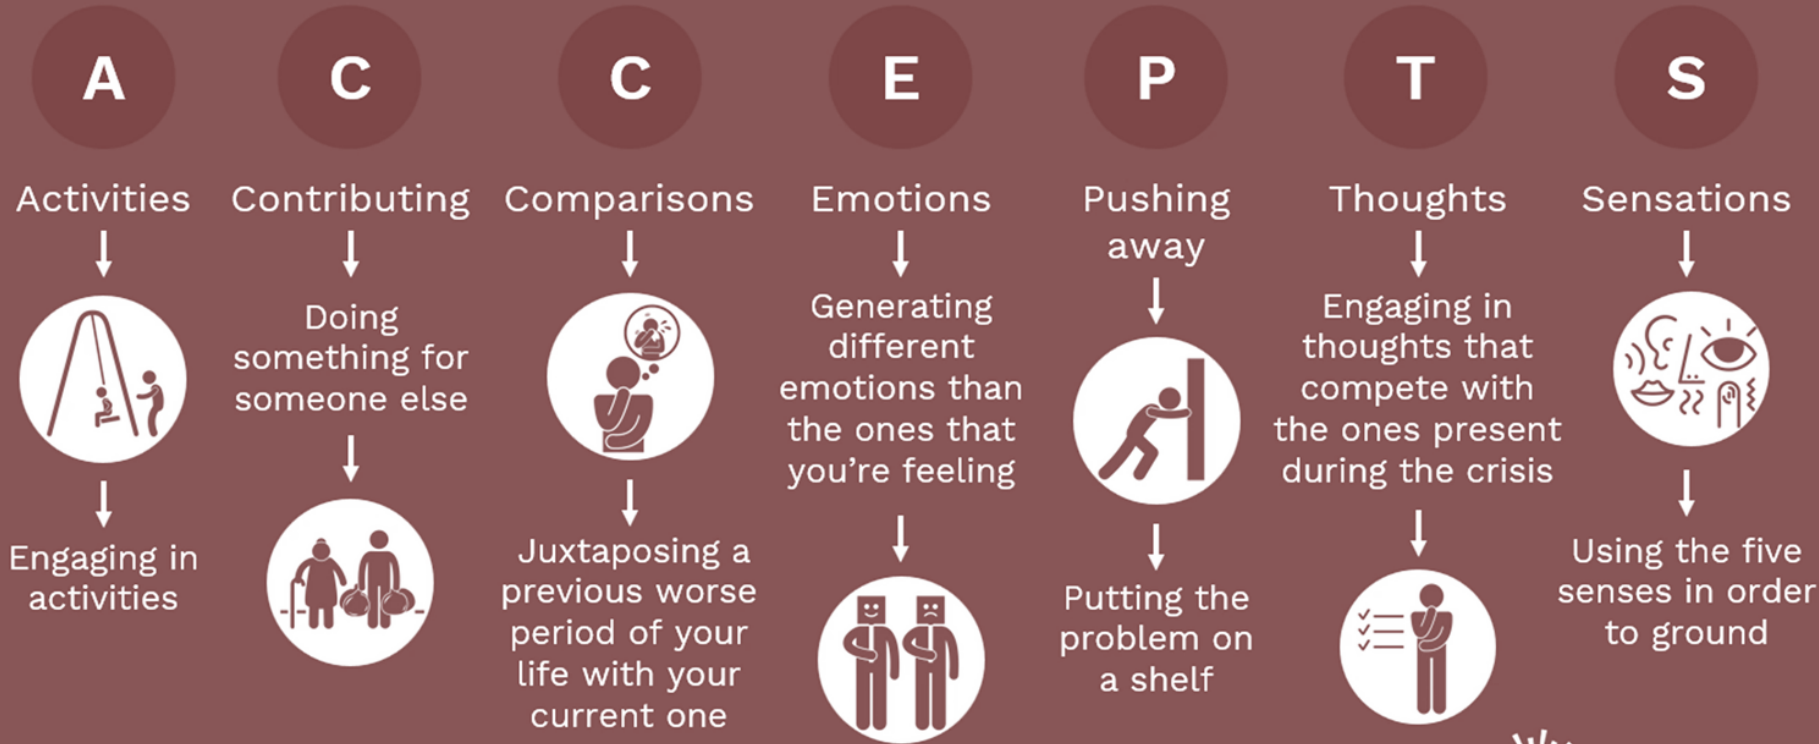 A
C
C
E
P
T
S
Activities
Contributing
Comparisons
Emotions
Pushing
away
Thoughts
Sensations
Engaging in
activities
Doing
something for
someone else
Juxtaposing a
previous worse
period of your
life with your
current one
Generating
different
emotions than
the ones that
you're feeling
Putting the
problem on
a shelf
Engaging in
thoughts that
compete with
the ones present
during the crisis
Using the five
senses in order
to ground